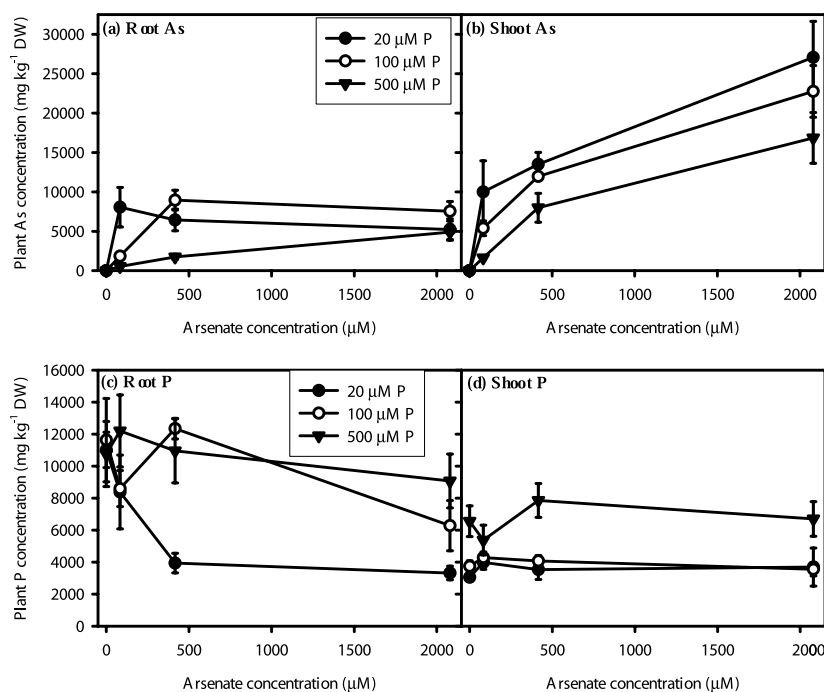 (a) Root As
20 µM P
100 µM P
500 µM P
(b) Shoot As
Plant As concentration (mg kg-1 DW)
30000
25000
20000
15000
10000
5000
0
0 500 1000 1500 2000
0 500 1000 1500 2000
Arsenate concentration (µM)
Arsenate concentration (µM)
(c) Root P
20 µM P
100 µM P
500 µM P
(d) Shoot P
Plant P concentration (mg kg-1 DW)
16000
14000
12000
10000
8000
6000
4000
2000
0
0 500 1000 1500 2000
0 500 1000 1500 2000
Arsenate concentration (µM)
Arsenate concentration (µM)